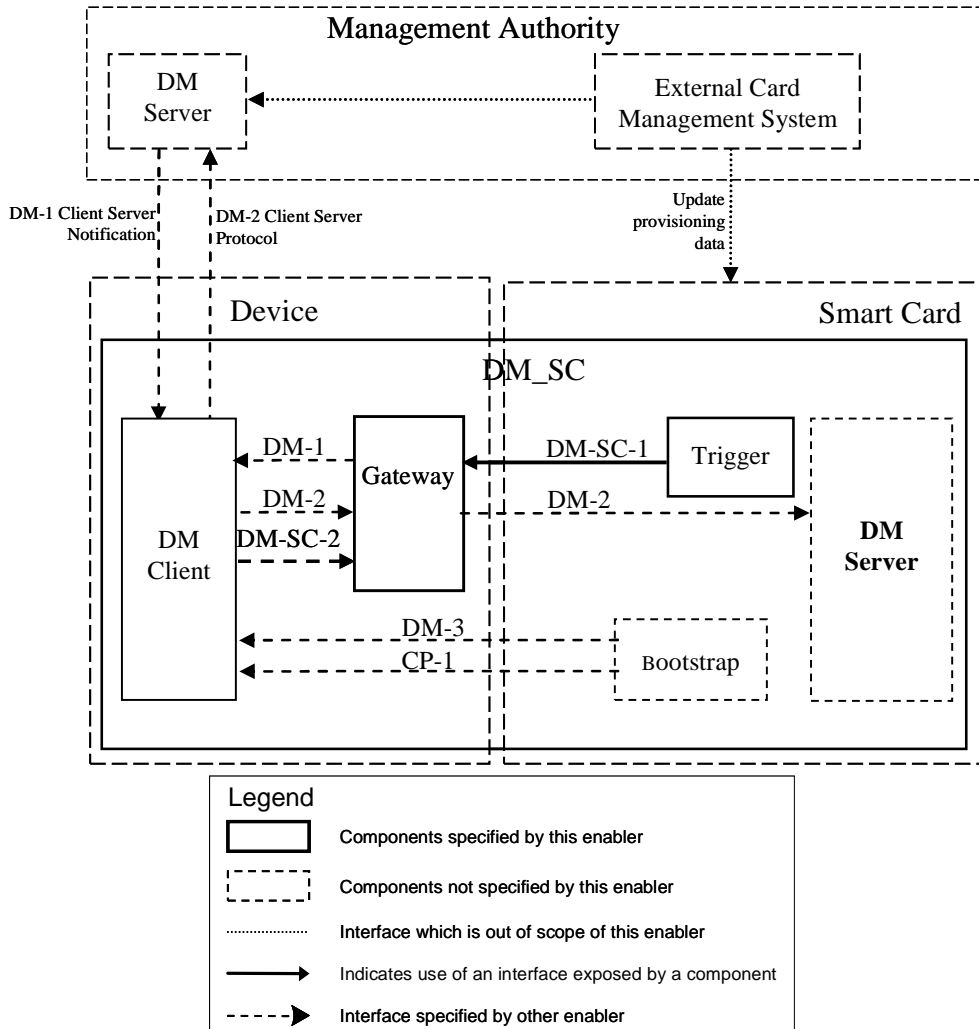 Management Authority
DM
Server
External Card
Management System
DM-1 Client Server
Notification
DM-2 Client Server
Protocol
Update
provisioning
data
Device
Smart Card
DM_SC
DM-1
Gateway
DM-SC-1
Trigger
DM-2
DM-2
DM-SC-2
DM
Client
DM
Server
DM-3
CP-1
Bootstrap
Legend
Components specified by this enabler
Components not specified by this enabler
Interface which is out of scope of this enabler
Indicates use of an interface exposed by a component
Interface specified by other enabler